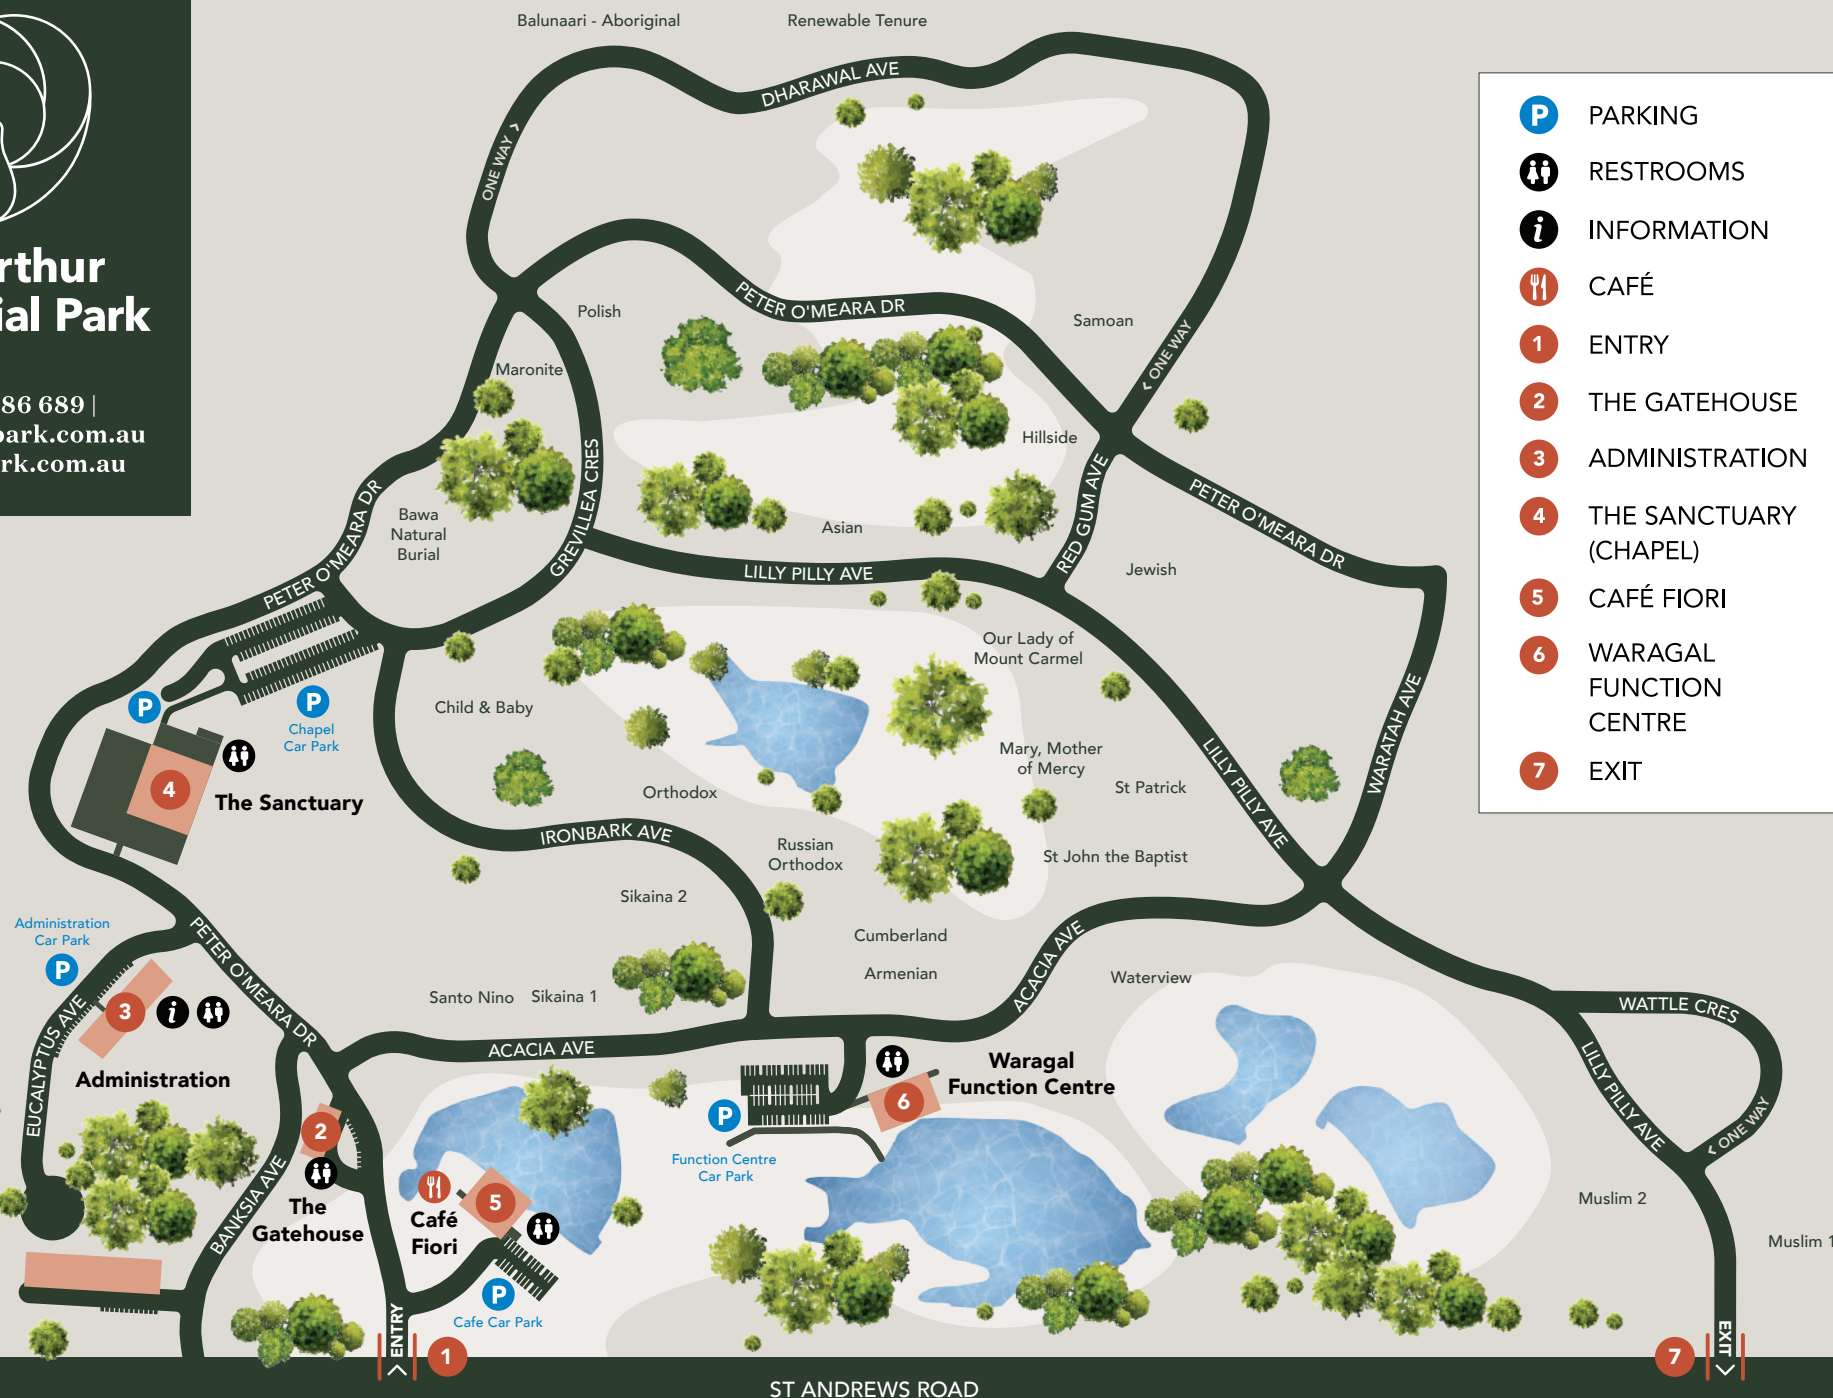 rthur
ial Park
86 689 |
park.com.au
rk.com.au
Balunaari - Aboriginal
Renewable Tenure
DHARAWAL AVE
ONE WAY >
Polish
PETER O'MEARA DR
Samoan
< ONE WAY
Maronite
Hillside
GREVILLEA CRES
PETER O'MEARA DR
Bawa
Natural
Burial
Asian
RED GUM AVE
PETER O'MEARA DR
LILLY PILLY AVE
Jewish
Our Lady of
Mount Carmel
P
P
Chapel
Car Park
Child & Baby
4
The Sanctuary
Orthodox
Mary, Mother
of Mercy
St Patrick
LILLY PILLY AVE
WARATAH AVE
IRONBARK AVE
Russian
Orthodox
St John the Baptist
Sikaina 2
Administration
Car Park
P
PETER O'MEARA DR
Cumberland
Armenian
ACACIA AVE
Waterview
Santo Nino
Sikaina 1
3
i
EUCALYPTUS AVE
Administration
ACACIA AVE
Waragal
Function Centre
6
P
Function Centre
Car Park
WATTLE CRES
LILLY PILLY AVE
< ONE WAY
2
The
Gatehouse
BANKSIA AVE
Café
Fiori
5
P
Cafe Car Park
Muslim 2
Muslim 1
ENTRY
1
7
EXIT
ST ANDREWS ROAD
P PARKING
RESTROOMS
i INFORMATION
CAFÉ
1 ENTRY
2 THE GATEHOUSE
3 ADMINISTRATION
4 THE SANCTUARY
(CHAPEL)
5 CAFÉ FIORI
6 WARAGAL
FUNCTION
CENTRE
7 EXIT